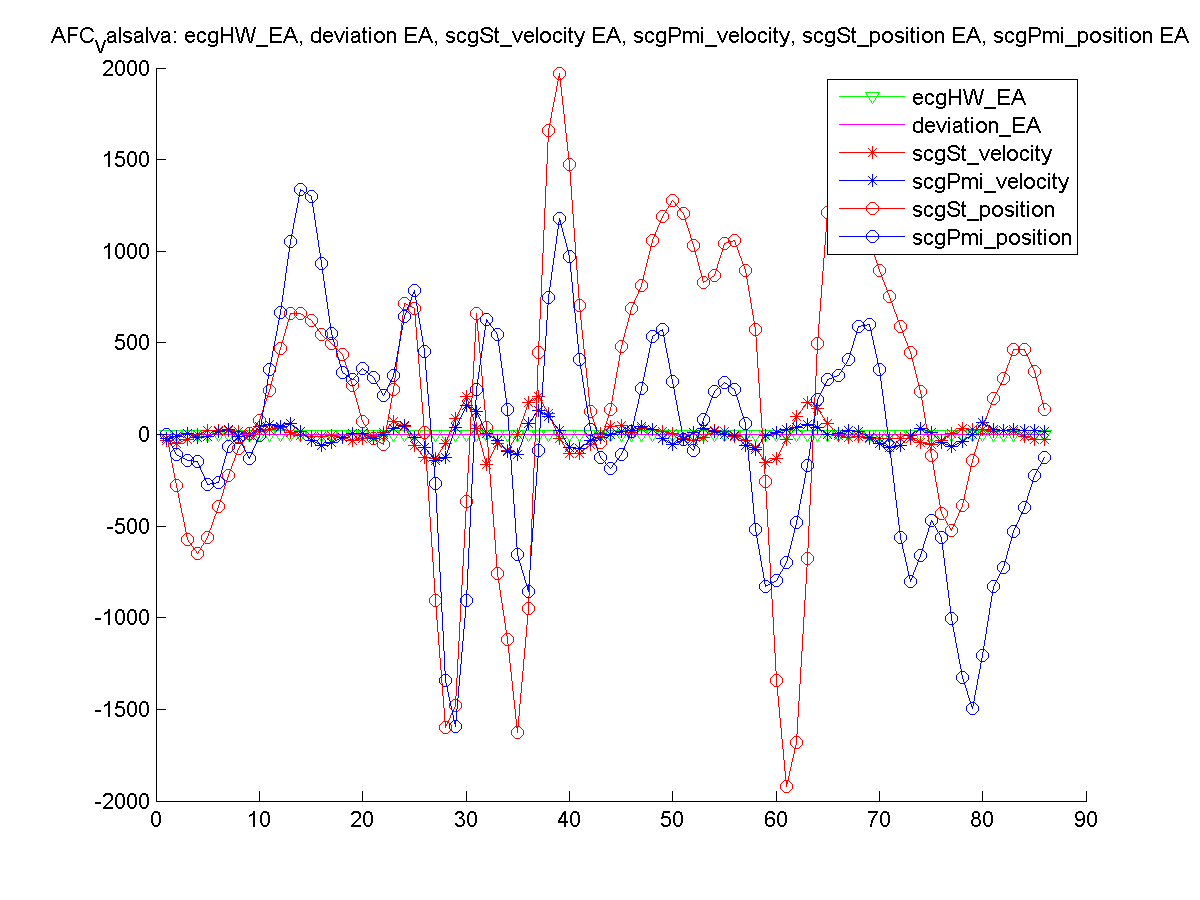 AFC_Valsalva: ecgHW_EA, deviation EA, scgSt_velocity EA, scgPmi_velocity, scgSt_position EA, scgPmi_position EA
2000
1500
1000
500
0
-500
-1000
-1500
-2000
0 10 20 30 40 50 60 70 80 90
ecgHW_EA
deviation_EA
scgSt_velocity
scgPmi_velocity
scgSt_position
scgPmi_position